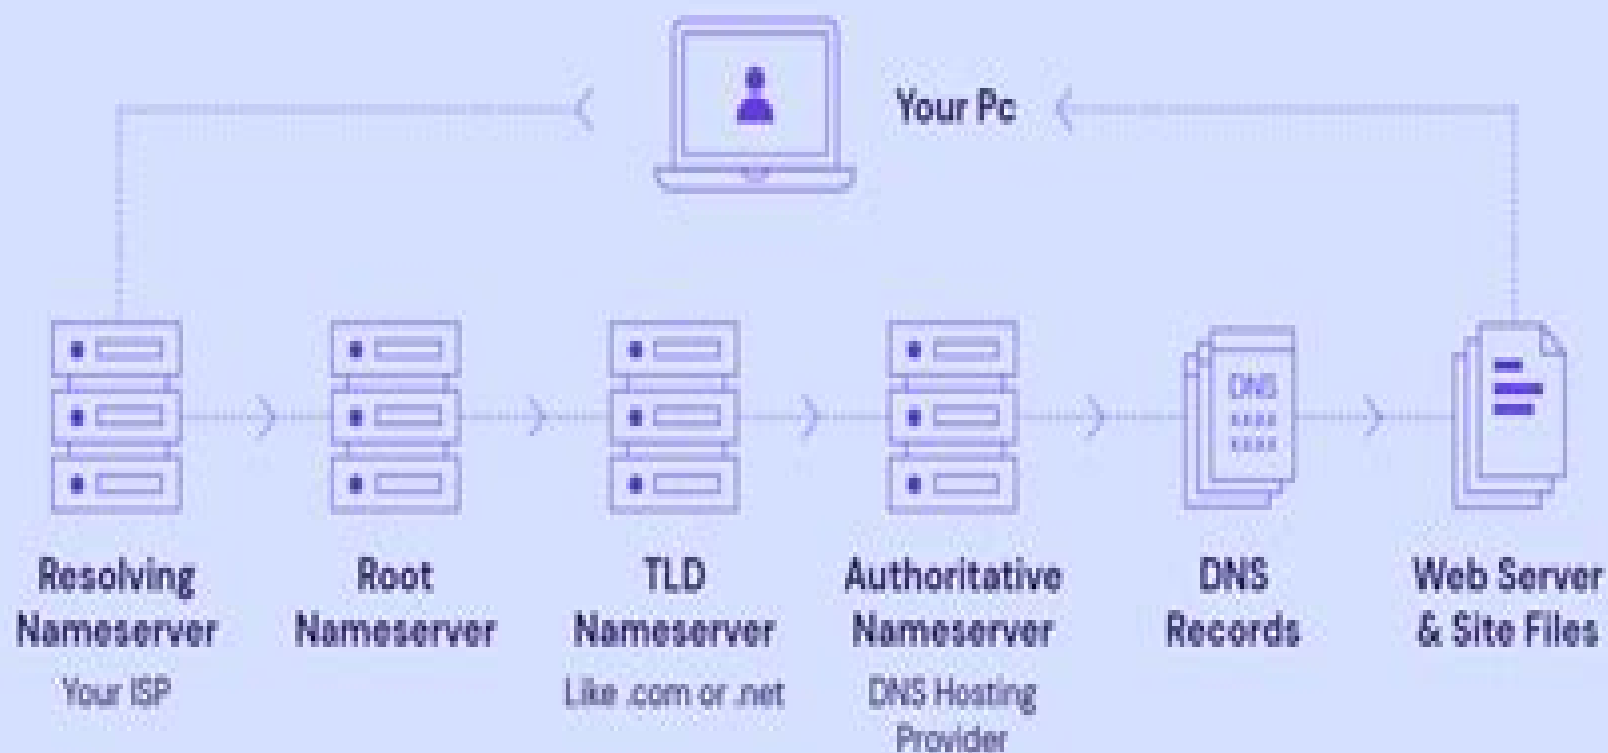 Your Pc
DNS
Resolving
Nameserver
Your ISP
Root
Nameserver
TLD
Nameserver
Like .com or .net
Authoritative
Nameserver
DNS Hosting
Provider
DNS
Records
Web Server
& Site Files